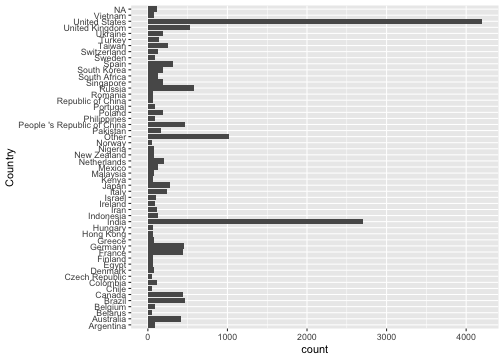 NA
Vietnam
United States
United Kingdom
Ukraine
Turkey
Taiwan
Switzerland
Sweden
Spain
South Korea
South Africa
Singapore
Russia
Romania
Republic of China
Portugal
Poland
Philippines
People 's Republic of China
Pakistan
Other
Norway
Nigeria
New Zealand
Netherlands
Mexico
Malaysia
Kenya
Japan
Italy
Israel
Ireland
Iran
Indonesia
India
Hungary
Hong Kong
Greece
Germany
France
Finland
Egypt
Denmark
Czech Republic
Colombia
Chile
Canada
Brazil
Belgium
Belarus
Australia
Argentina
Country
0 1000 2000 3000 4000
count